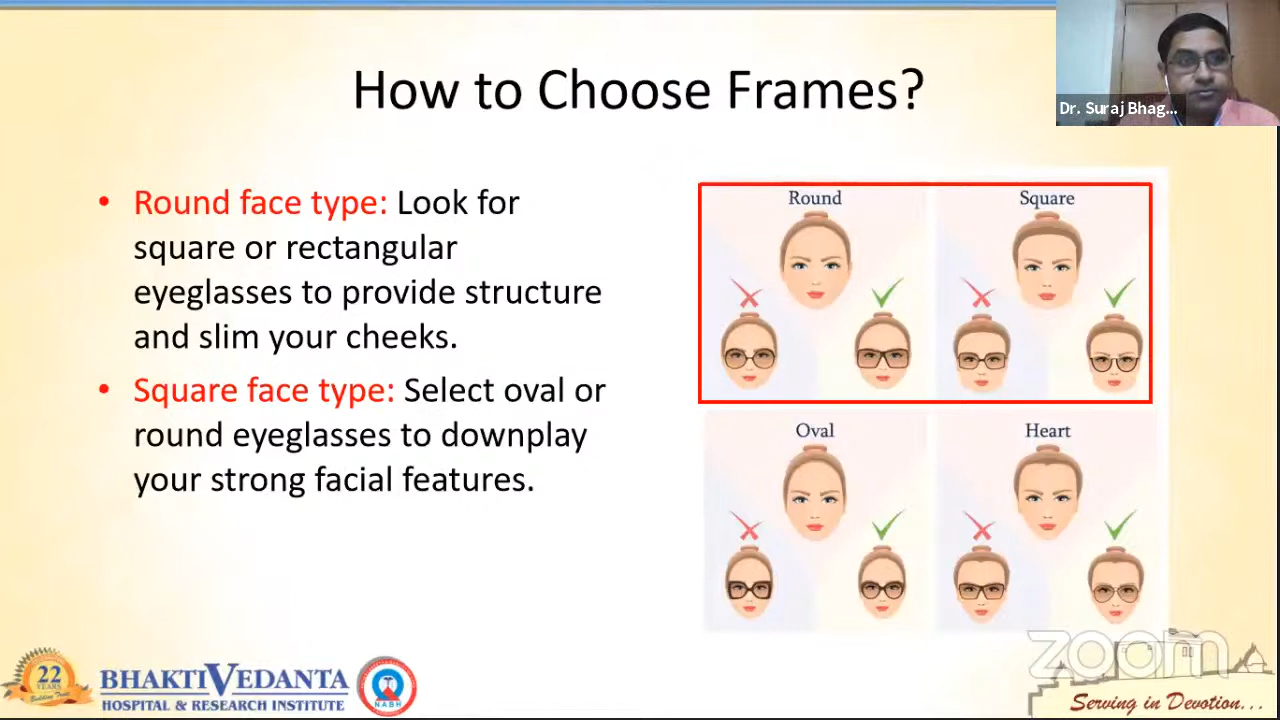 How to Choose Frames?
Dr. Suraj Bhag...
• Round face type: Look for
square or rectangular
eyeglasses to provide structure
and slim your cheeks.
• Square face type: Select oval or
round eyeglasses to downplay
your strong facial features.
Round
Square
Oval
Heart
zoom
22
YEARS
BHAKTIVEDANTA
HOSPITAL & RESEARCH INSTITUTE
NABH
Serving in Devotion...